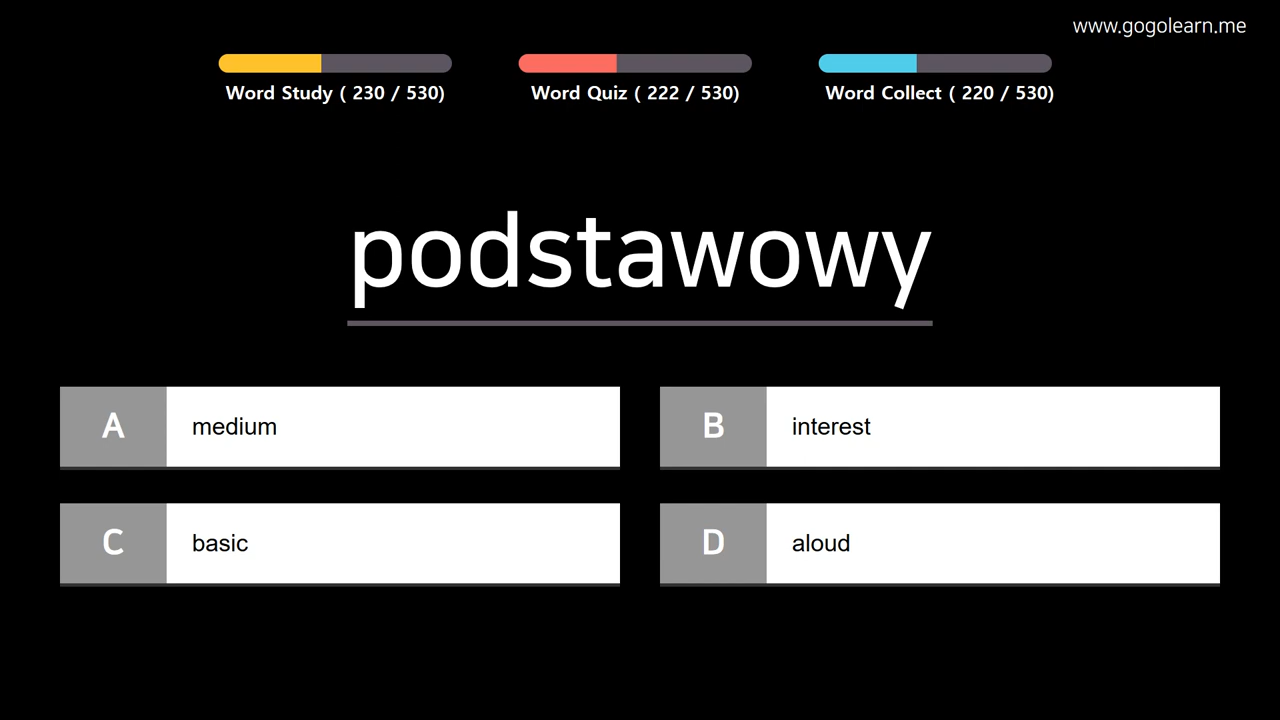 www.gogolearn.me
Word Study ( 230 / 530)
Word Quiz ( 222 / 530)
Word Collect ( 220 / 530)
podstawowy
A medium
B interest
C basic
D aloud